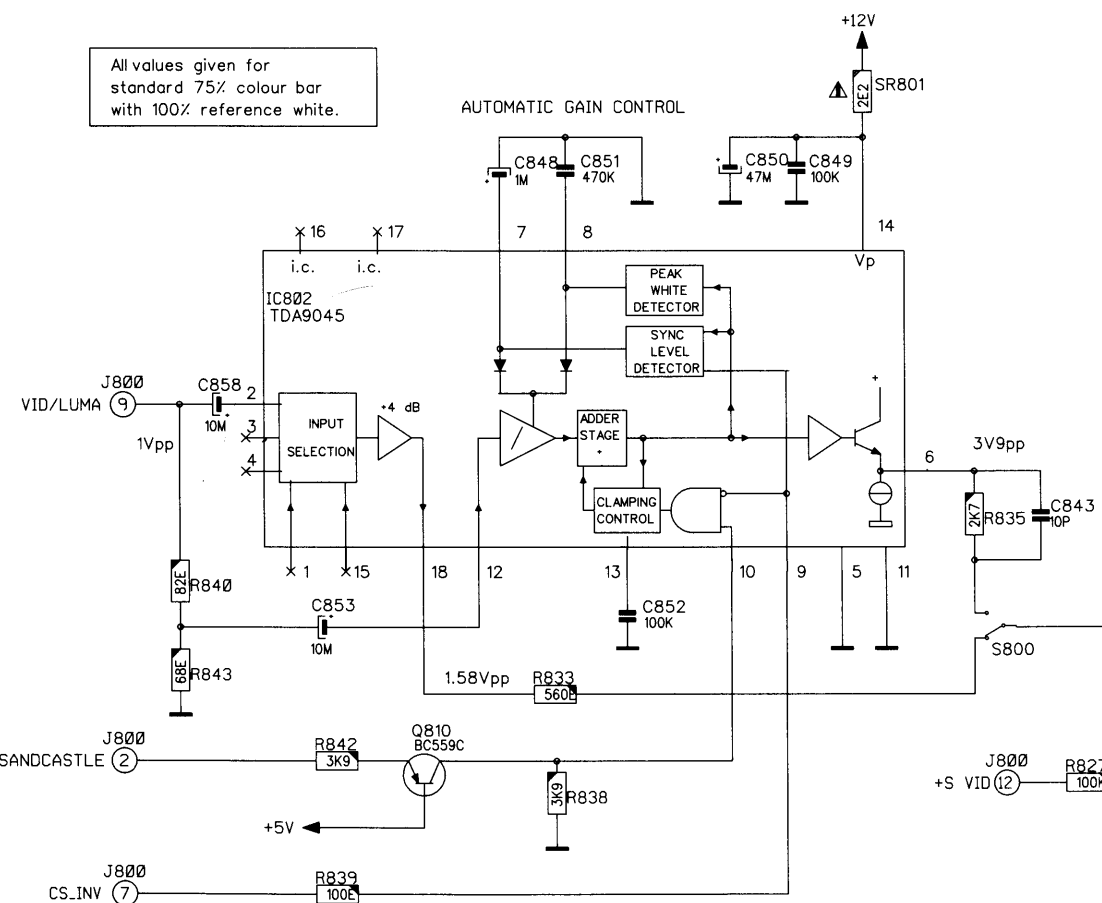 +12V
All values given for
standard 75% colour bar
with 100% reference white.
2E2
SR801
AUTOMATIC GAIN CONTROL
C848
1M
C851
470K
C850
47M
C849
100K
16
17
7
8
14
i.c.
i.c.
Vp
IC802
TDA9045
PEAK
WHITE
DETECTOR
SYNC
LEVEL
DETECTOR
J800
VID/LUMA 9
C858
10M
2
3
4
1Vpp
INPUT
SELECTION
+4 dB
ADDER
STAGE
+
CLAMPING
CONTROL
+
6
3V9pp
2K7
R835
C843
10P
1
15
18
12
13
10
9
5
11
82E
R840
C853
10M
C852
100K
S800
68E
R843
1.58Vpp
R833
560E
J800
SANDCASTLE 2
R842
3K9
Q810
BC559C
3K9
R838
+5V
J800
+S VID 12
R827
100K
J800
CS_INV 7
R839
100E